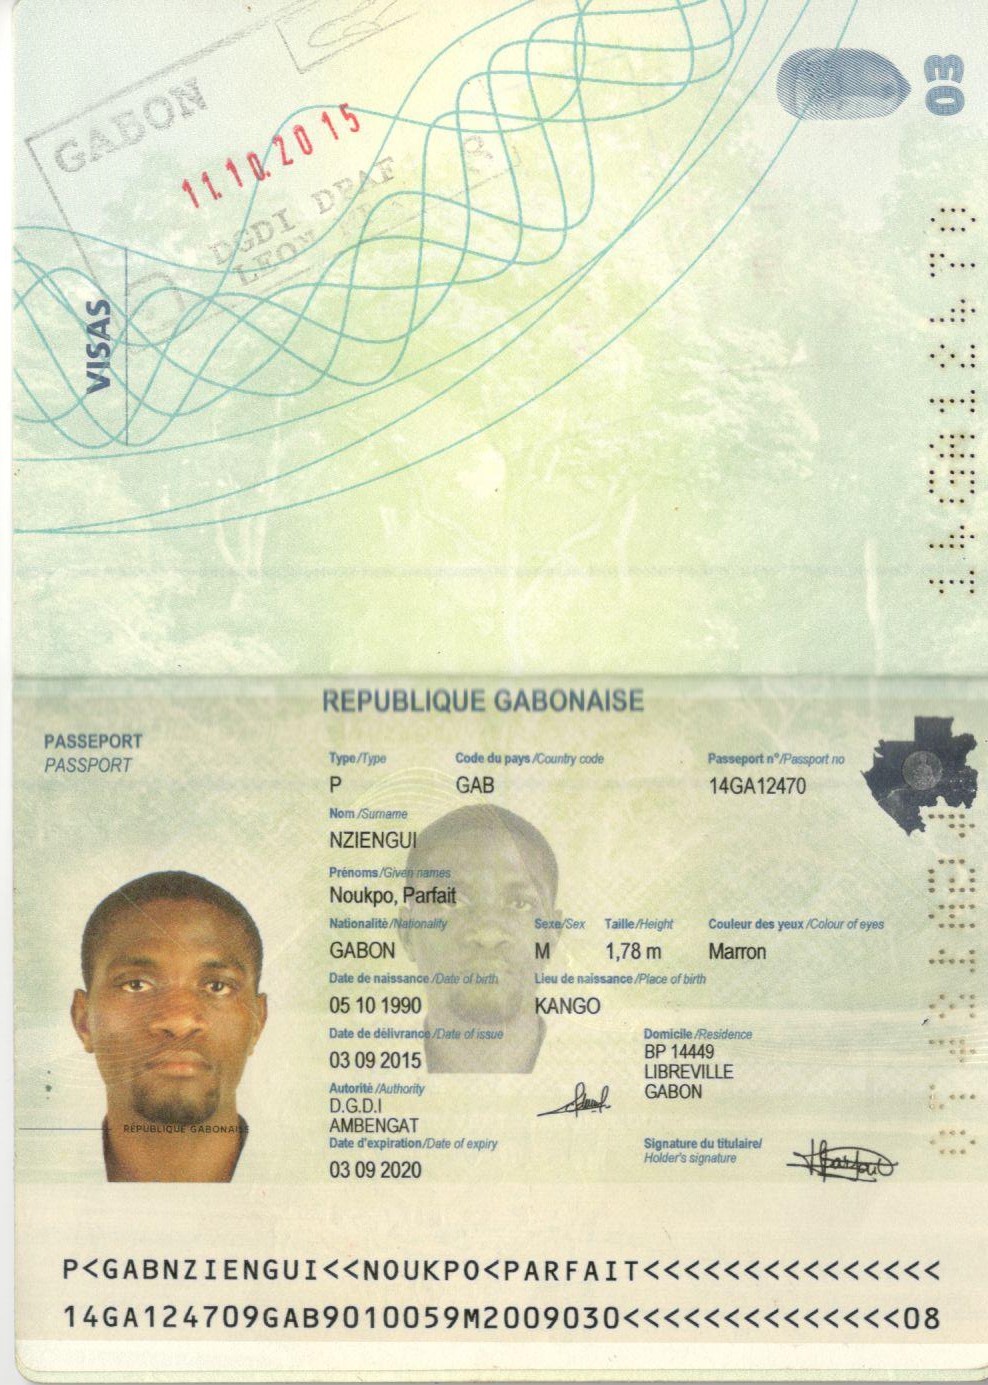 GABON
11.10.2015
DGDI DPAF
LEON
VISAS
03
14GA12470
REPUBLIQUE GABONAISE
PASSEPORT
PASSPORT
Type/Type
Code du pays/Country code
Passeport n°/Passport no
P
GAB
14GA12470
Nom/Surname
NZIENGUI
Prénoms/Given names
Noukpo, Parfait
Nationalité/Nationality
Sexe/Sex
Taille/Height
Couleur des yeux/Colour of eyes
GABON
M
1,78 m
Marron
Date de naissance/Date of birth
Lieu de naissance/Place of birth
05 10 1990
KANGO
Date de délivrance/Date of issue
Domicile/Residence
03 09 2015
BP 14449
LIBREVILLE
GABON
Autorité/Authority
D.G.D.I
AMBENGAT
Date d'expiration/Date of expiry
03 09 2020
Signature du titulaire/
Holder's signature
REPUBLIQUE GABONAISE
P<GABNZIENGUI<<NOUKPO<PARFAIT<<<<<<<<<<<<<<<
14GA124709GAB9010059M2009030<<<<<<<<<<<<<<08